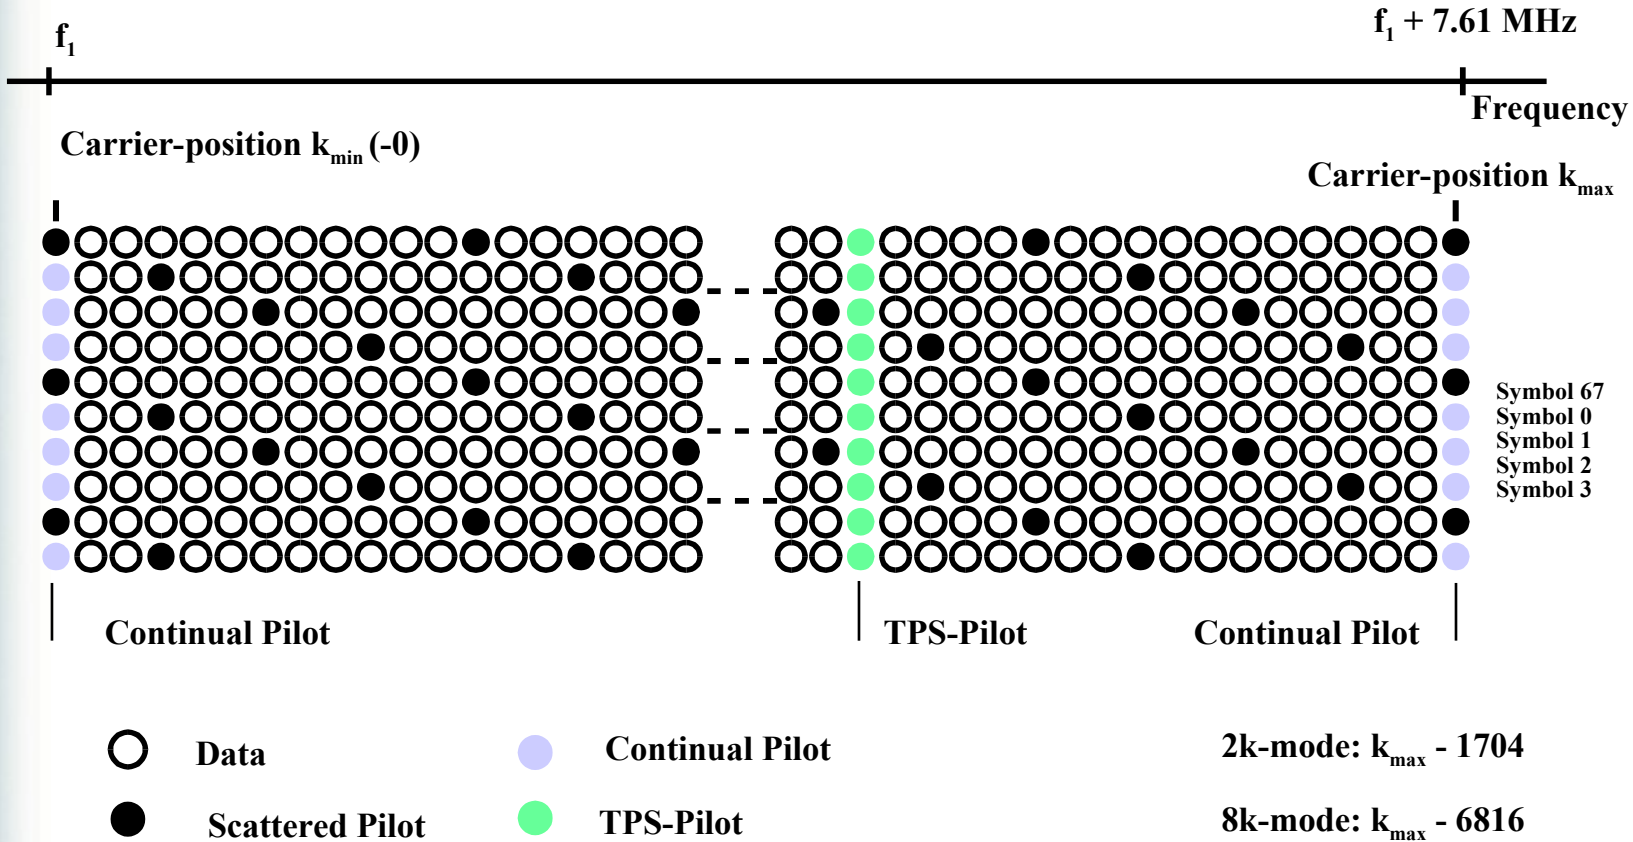 f1
f1 + 7.61 MHz
Frequency
Carrier-position kmin (-0)
Carrier-position kmax
Symbol 67
Symbol 0
Symbol 1
Symbol 2
Symbol 3
Continual Pilot
TPS-Pilot
Continual Pilot
Data
Continual Pilot
2k-mode: kmax - 1704
Scattered Pilot
TPS-Pilot
8k-mode: kmax - 6816